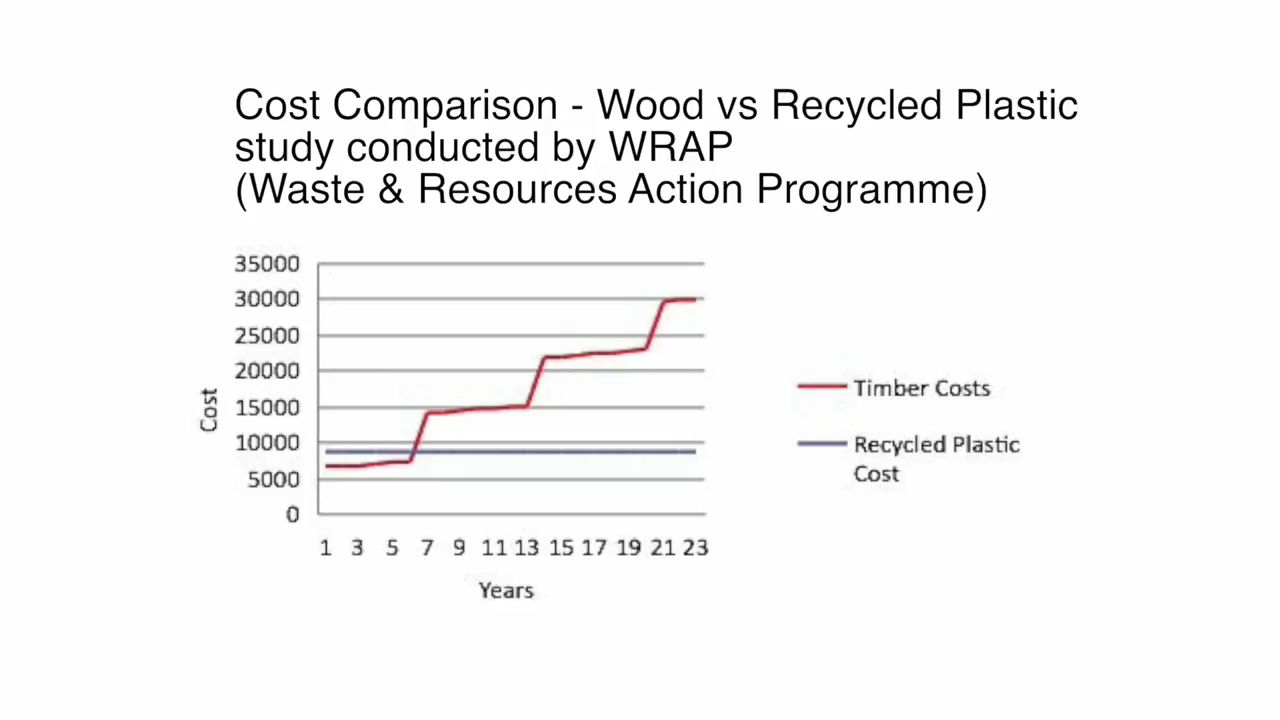 Cost Comparison - Wood vs Recycled Plastic
study conducted by WRAP
(Waste & Resources Action Programme)
35000
30000
25000
20000
15000
10000
5000
0
Cost
1 3 5 7 9 11 13 15 17 19 21 23
Years
Timber Costs
Recycled Plastic
Cost